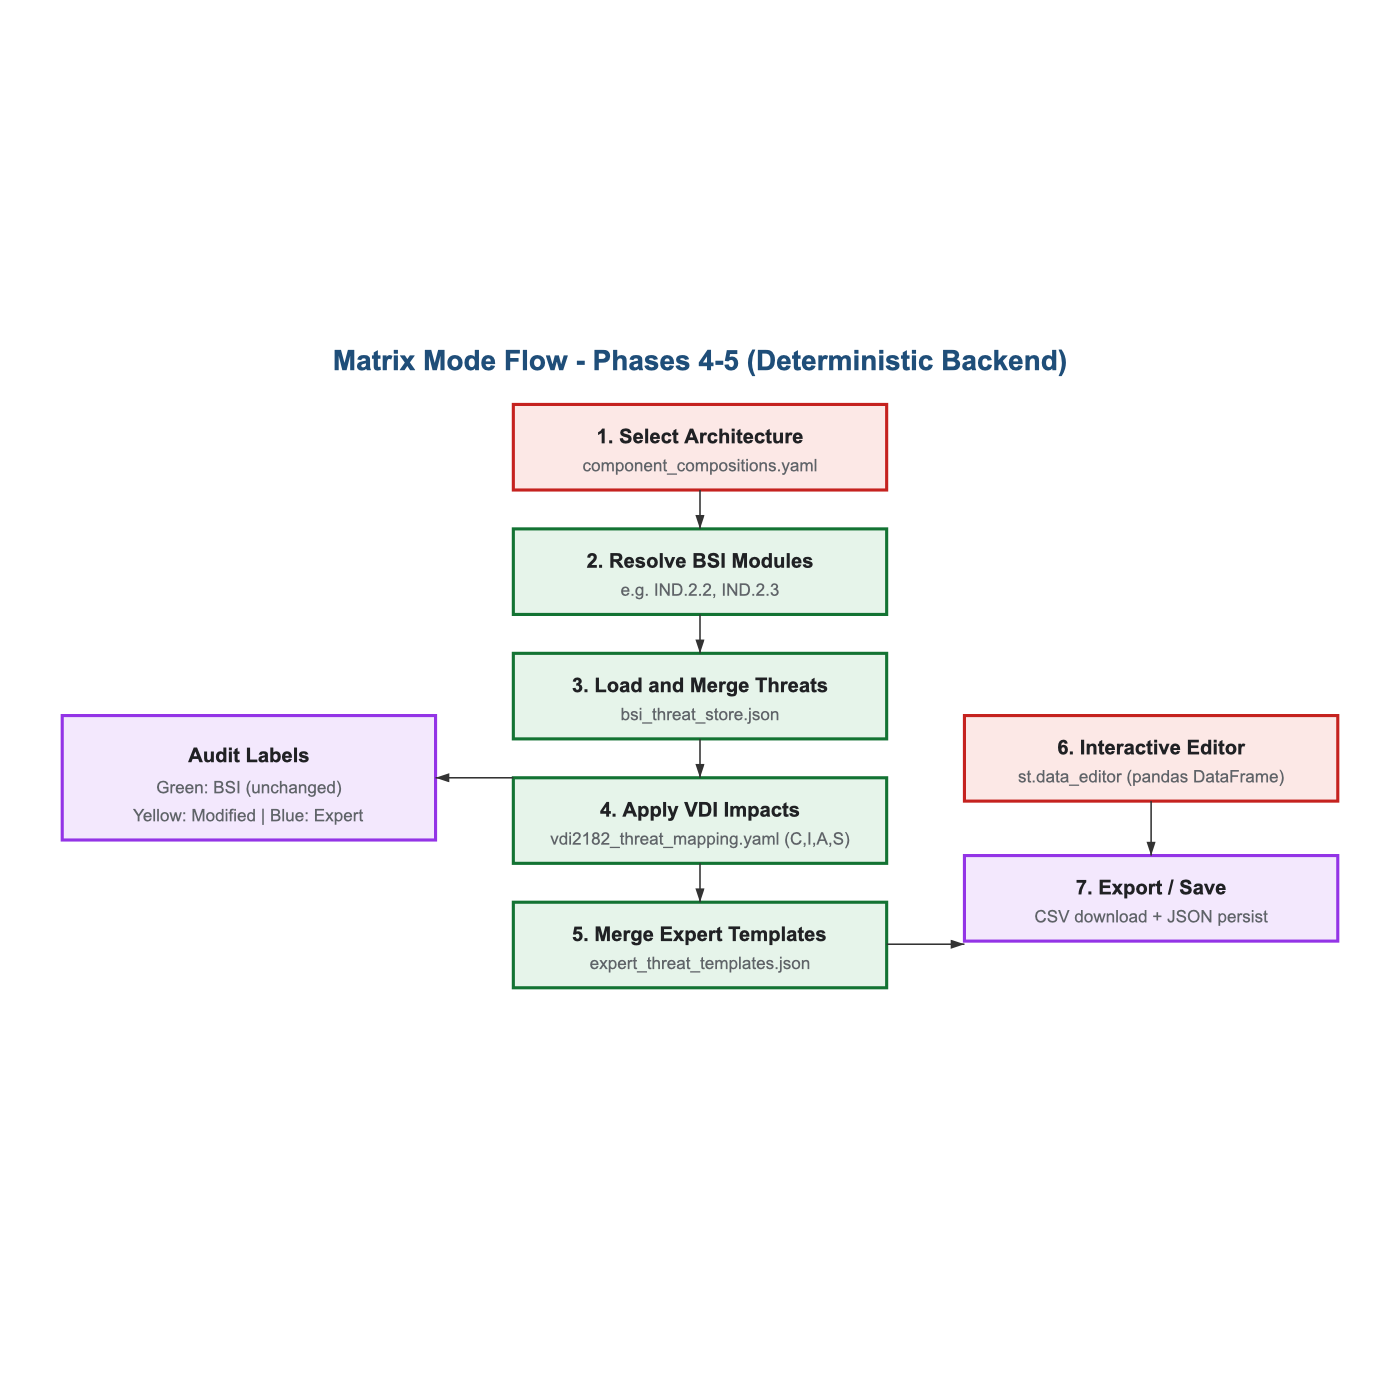 Matrix Mode Flow - Phases 4-5 (Deterministic Backend)
1. Select Architecture
component_compositions.yaml
2. Resolve BSI Modules
e.g. IND.2.2, IND.2.3
3. Load and Merge Threats
bsi_threat_store.json
Audit Labels
Green: BSI (unchanged)
Yellow: Modified | Blue: Expert
4. Apply VDI Impacts
vdi2182_threat_mapping.yaml (C,I,A,S)
5. Merge Expert Templates
expert_threat_templates.json
6. Interactive Editor
st.data_editor (pandas DataFrame)
7. Export / Save
CSV download + JSON persist